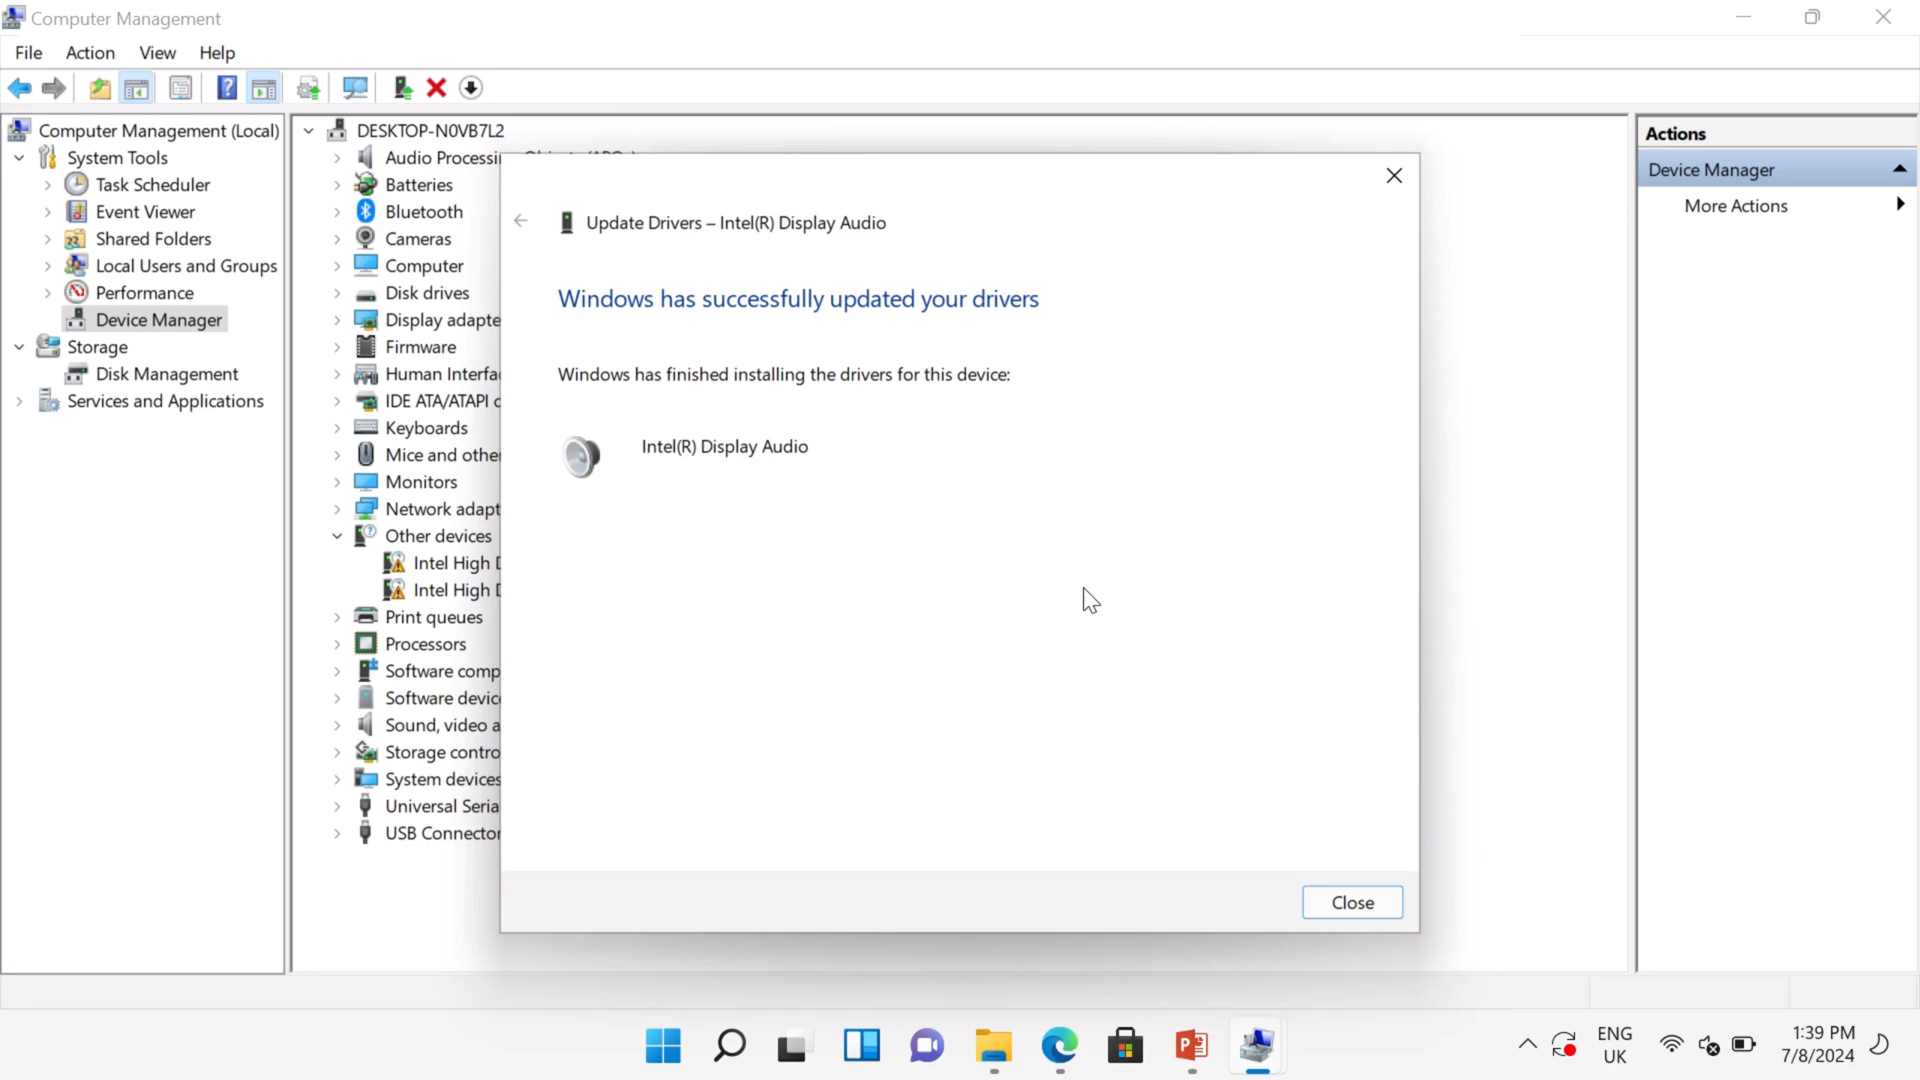 Computer Management
File Action View Help
Computer Management (Local)
System Tools
Task Scheduler
Event Viewer
Shared Folders
Local Users and Groups
Performance
Device Manager
Storage
Disk Management
Services and Applications
DESKTOP-N0VB7L2
Audio Processi
Batteries
Bluetooth
Cameras
Computer
Disk drives
Display adapte
Firmware
Human Interfa
IDE ATA/ATAPI c
Keyboards
Mice and othe
Monitors
Network adapt
Other devices
Intel High D
Intel High D
Print queues
Processors
Software comp
Software devic
Sound, video a
Storage contro
System devices
Universal Seria
USB Connector
Update Drivers – Intel(R) Display Audio
Windows has successfully updated your drivers
Windows has finished installing the drivers for this device:
Intel(R) Display Audio
Close
Actions
Device Manager
More Actions
ENG
UK
1:39 PM
7/8/2024